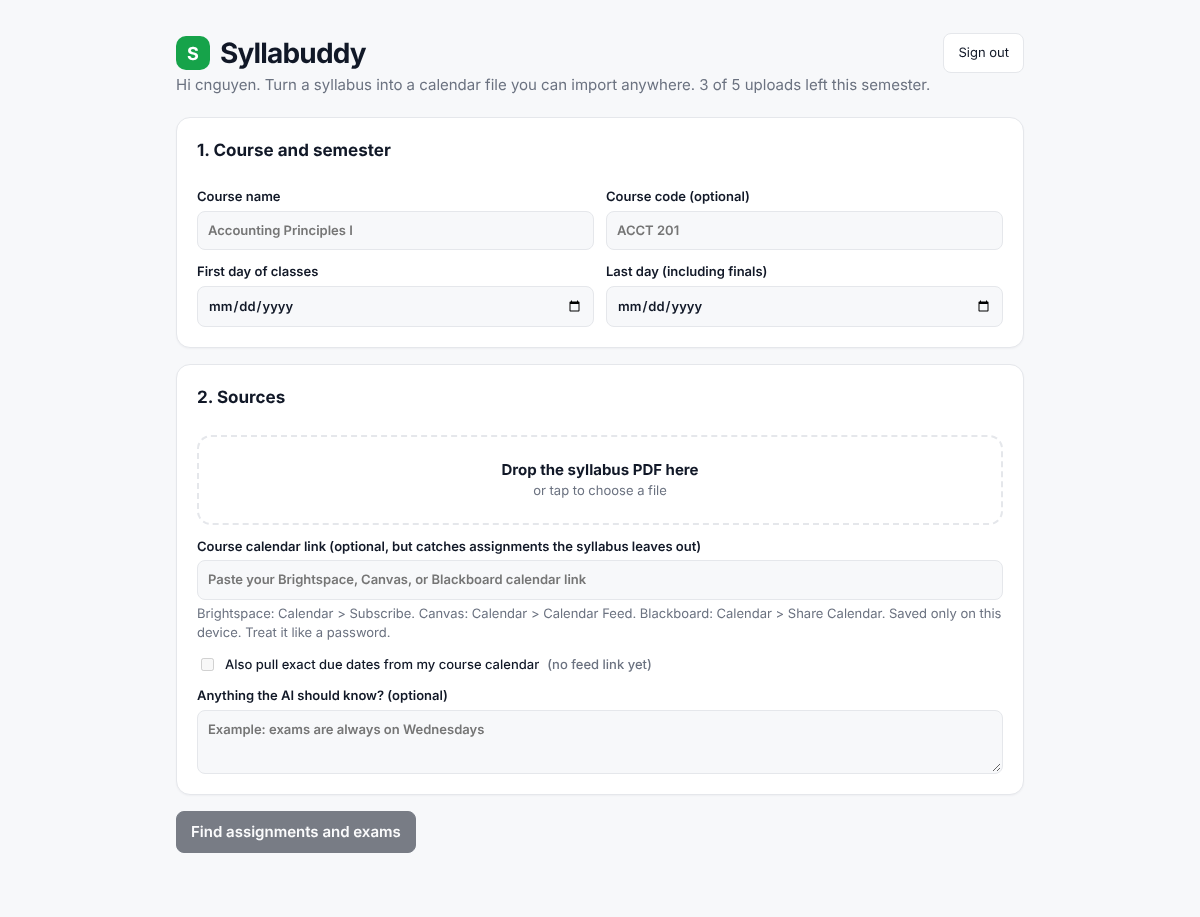 S Syllabuddy
Sign out
Hi cnguyen. Turn a syllabus into a calendar file you can import anywhere. 3 of 5 uploads left this semester.
1. Course and semester
Course name
Course code (optional)
Accounting Principles I
ACCT 201
First day of classes
Last day (including finals)
mm/dd/yyyy
mm/dd/yyyy
2. Sources
Drop the syllabus PDF here
or tap to choose a file
Course calendar link (optional, but catches assignments the syllabus leaves out)
Paste your Brightspace, Canvas, or Blackboard calendar link
Brightspace: Calendar > Subscribe. Canvas: Calendar > Calendar Feed. Blackboard: Calendar > Share Calendar. Saved only on this
device. Treat it like a password.
Also pull exact due dates from my course calendar (no feed link yet)
Anything the AI should know? (optional)
Example: exams are always on Wednesdays
Find assignments and exams